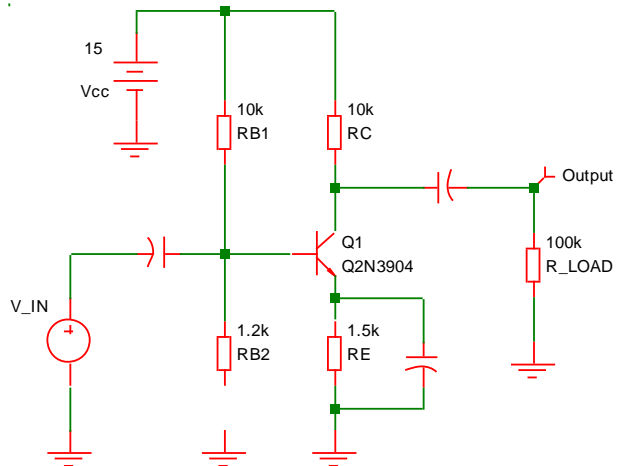 15
Vcc
10k
RB1
10k
RC
Output
Q1
Q2N3904
100k
R_LOAD
V_IN
1.2k
RB2
1.5k
RE